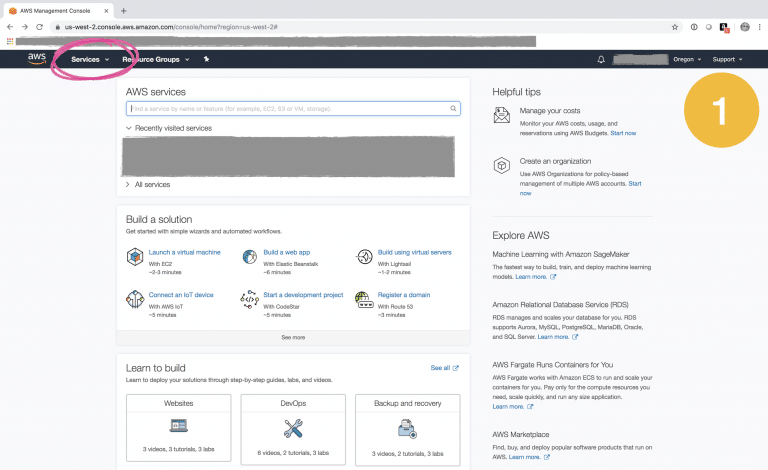 AWS Management Console
us-west-2.console.aws.amazon.com/console/home?region=us-west-2#
aws
Services
Resource Groups
Oregon
Support
1
AWS services
Find a service by name or feature (for example, EC2, S3 or VM, storage).
Recently visited services
All services
Build a solution
Get started with simple wizards and automated workflows.
Launch a virtual machine
With EC2
~2-3 minutes
Build a web app
With Elastic Beanstalk
~6 minutes
Build using virtual servers
With Lightsail
~1-2 minutes
Connect an IoT device
With AWS IoT
~5 minutes
Start a development project
With CodeStar
~5 minutes
Register a domain
With Route 53
~3 minutes
See more
Learn to build
See all
Learn to deploy your solutions through step-by-step guides, labs, and videos.
Websites
3 videos, 3 tutorials, 3 labs
DevOps
6 videos, 2 tutorials, 3 labs
Backup and recovery
3 videos, 2 tutorials, 3 labs
Helpful tips
Manage your costs
Monitor your AWS costs, usage, and
reservations using AWS Budgets. Start now
Create an organization
Use AWS Organizations for policy-based
management of multiple AWS accounts. Start
now
Explore AWS
Machine Learning with Amazon SageMaker
The fastest way to build, train, and deploy machine learning
models. Learn more.
Amazon Relational Database Service (RDS)
RDS manages and scales your database for you. RDS
supports Aurora, MySQL, PostgreSQL, MariaDB, Oracle,
and SQL Server. Learn more.
AWS Fargate Runs Containers for You
AWS Fargate works with Amazon ECS to run and scale your
containers for you. Pay only for the compute resources you
need, scale quickly, and run any size application.
Learn more.
AWS Marketplace
Find, buy, and deploy popular software products that run on
AWS. Learn more.